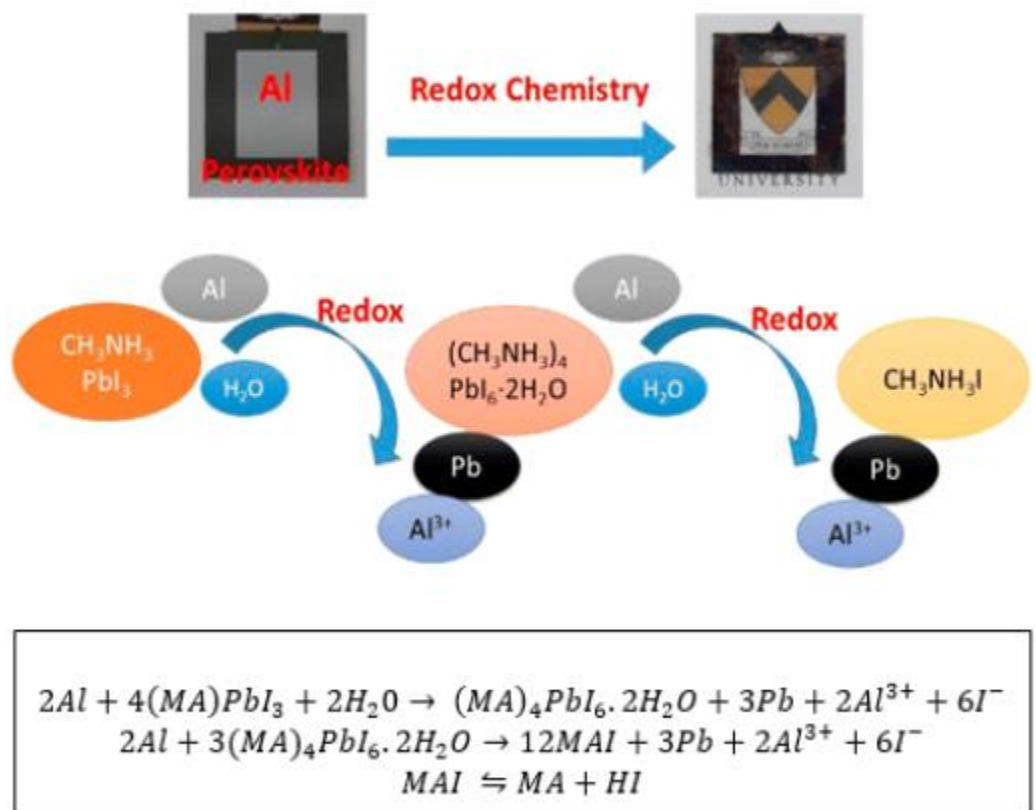 Al
Perovskite
Redox Chemistry
UNIVERSITY
Al
Redox
CH₃NH₃
PbI₃
H₂O
(CH₃NH₃)₄
PbI₆·2H₂O
Pb
Al³⁺
Al
Redox
H₂O
CH₃NH₃I
Pb
Al³⁺
2Al + 4(MA)PbI₃ + 2H₂0 → (MA)₄PbI₆. 2H₂O + 3Pb + 2Al³⁺ + 6I⁻
2Al + 3(MA)₄PbI₆. 2H₂O → 12MAI + 3Pb + 2Al³⁺ + 6I⁻
MAI ⇋ MA + HI